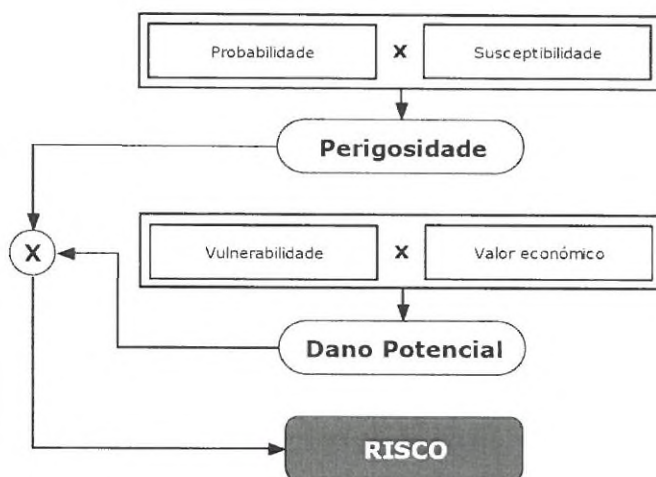 Probabilidade X Susceptibilidade
Perigosidade
X
Vulnerabilidade X Valor económico
Dano Potencial
RISCO